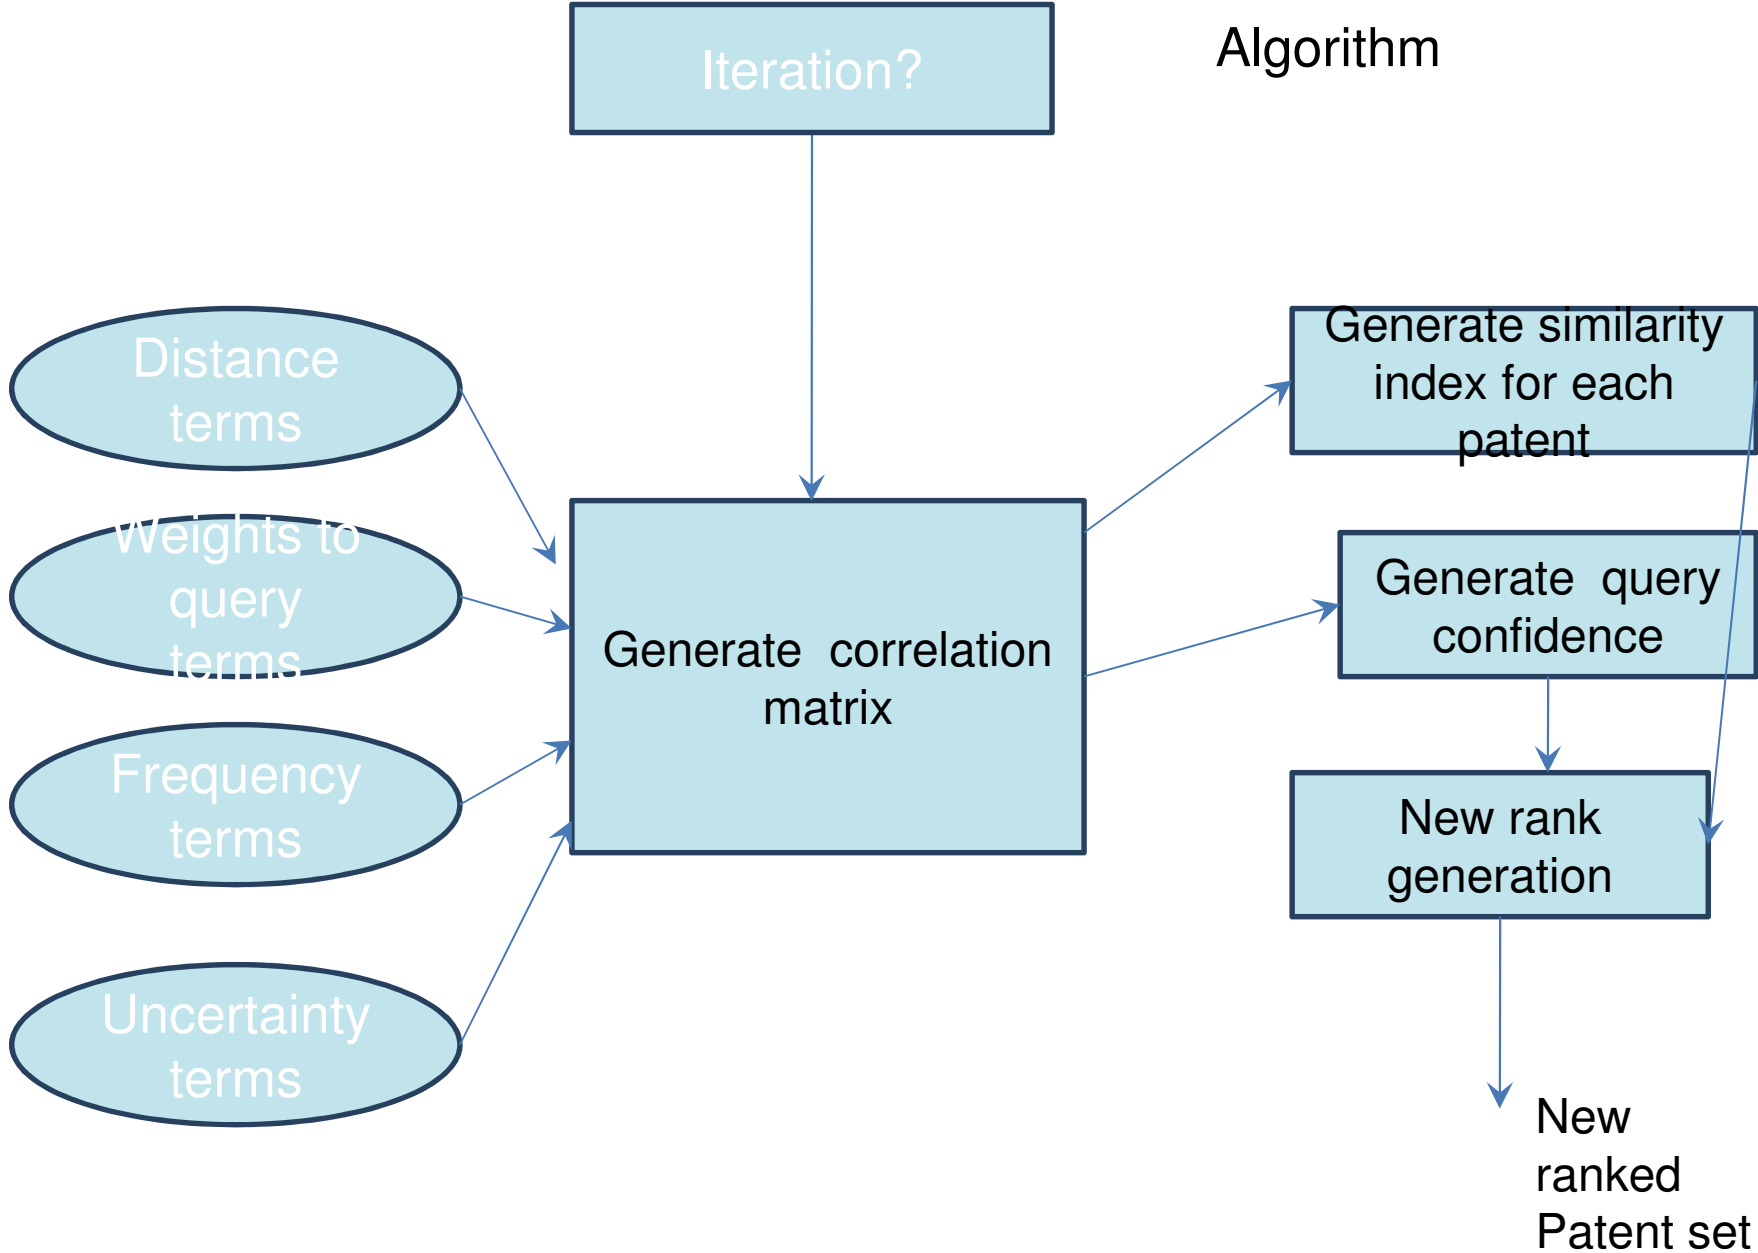 Iteration?
Algorithm
Distance
terms
Weights to
query
terms
Frequency
terms
Uncertainty
terms
Generate  correlation
matrix
Generate similarity
index for each
patent
Generate  query
confidence
New rank
generation
New
ranked
Patent set